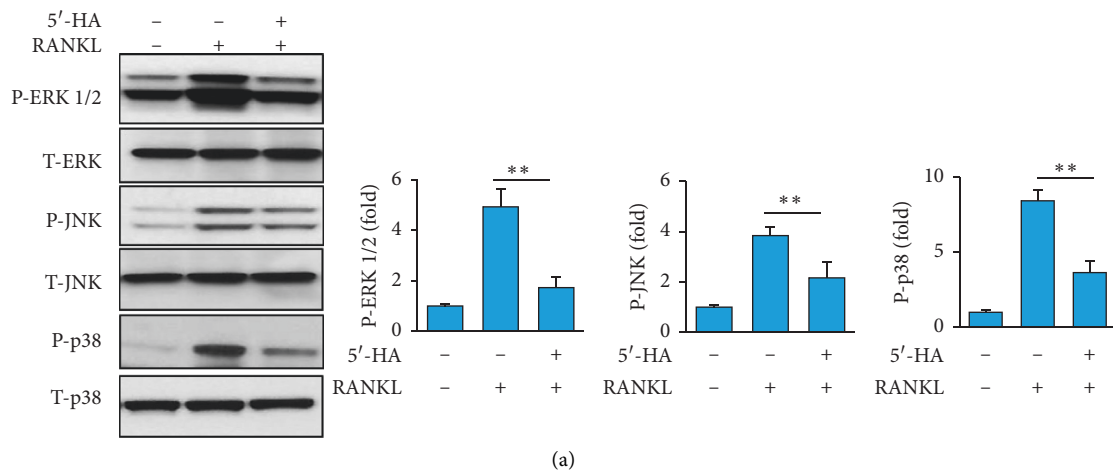 5′-HA − − +
RANKL − + +
P-ERK 1/2
T-ERK
P-JNK
T-JNK
P-p38
T-p38
P-ERK 1/2 (fold)
6
4
2
0
**
5′-HA − − +
RANKL − + +
P-JNK (fold)
6
4
2
0
**
5′-HA − − +
RANKL − + +
P-p38 (fold)
10
5
0
**
5′-HA − − +
RANKL − + +
(a)